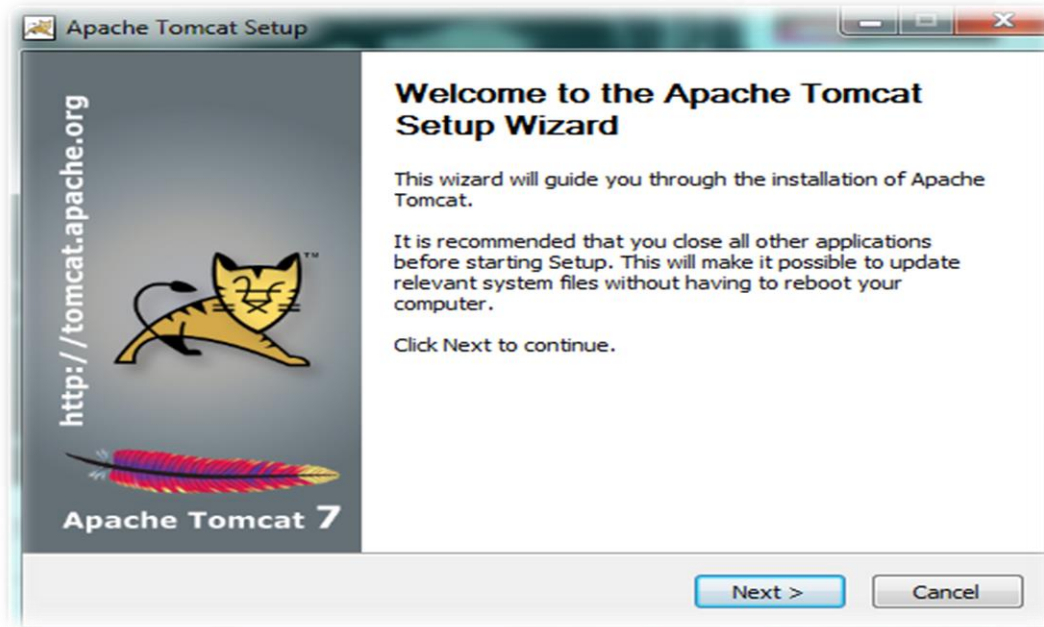 Apache Tomcat Setup
http://tomcat.apache.org
TM
Apache Tomcat 7
Welcome to the Apache Tomcat
Setup Wizard
This wizard will guide you through the installation of Apache
Tomcat.
It is recommended that you close all other applications
before starting Setup. This will make it possible to update
relevant system files without having to reboot your
computer.
Click Next to continue.
Next >
Cancel